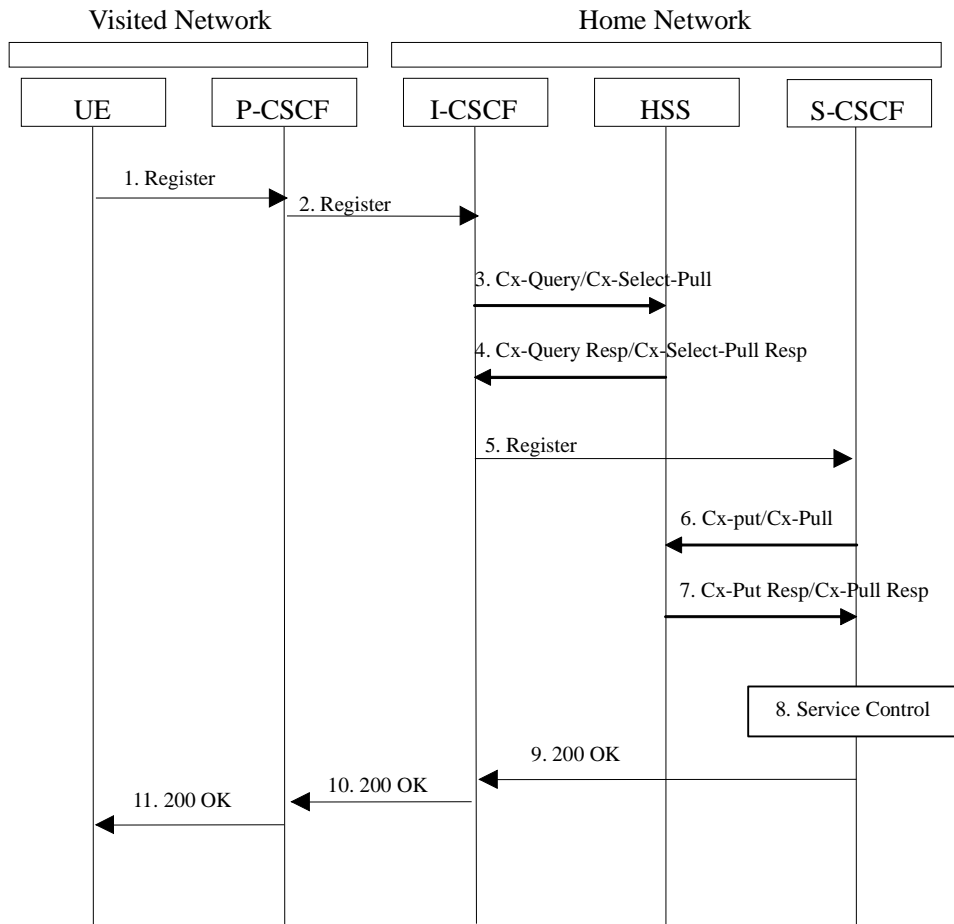 Visited Network
Home Network
UE
P-CSCF
I-CSCF
HSS
S-CSCF
1. Register
2. Register
3. Cx-Query/Cx-Select-Pull
4. Cx-Query Resp/Cx-Select-Pull Resp
5. Register
6. Cx-put/Cx-Pull
7. Cx-Put Resp/Cx-Pull Resp
8. Service Control
9. 200 OK
10. 200 OK
11. 200 OK